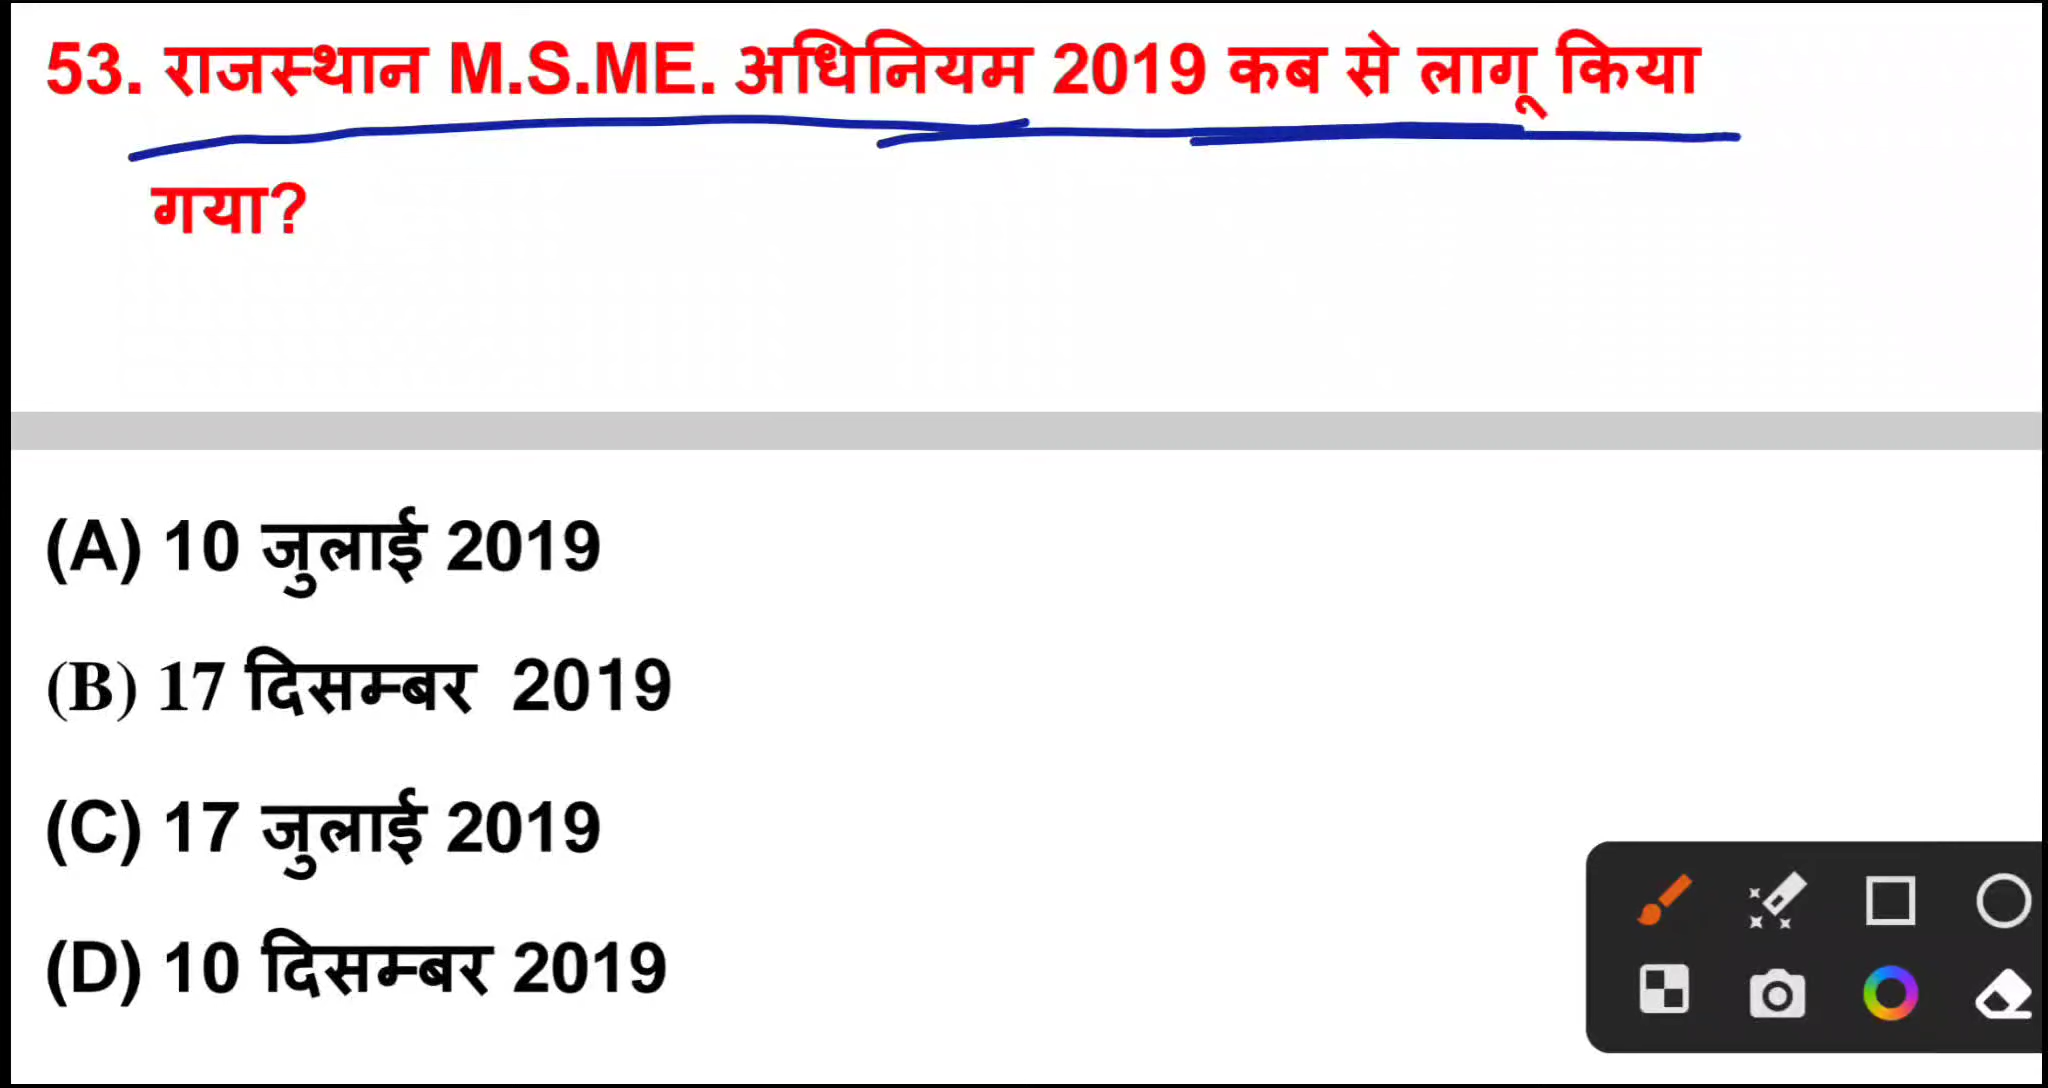 53. राजस्थान M.S.ME. अधिनियम 2019 कब से लागू किया
गया?
(A) 10 जुलाई 2019
(B) 17 दिसम्बर 2019
(C) 17 जुलाई 2019
(D) 10 दिसम्बर 2019